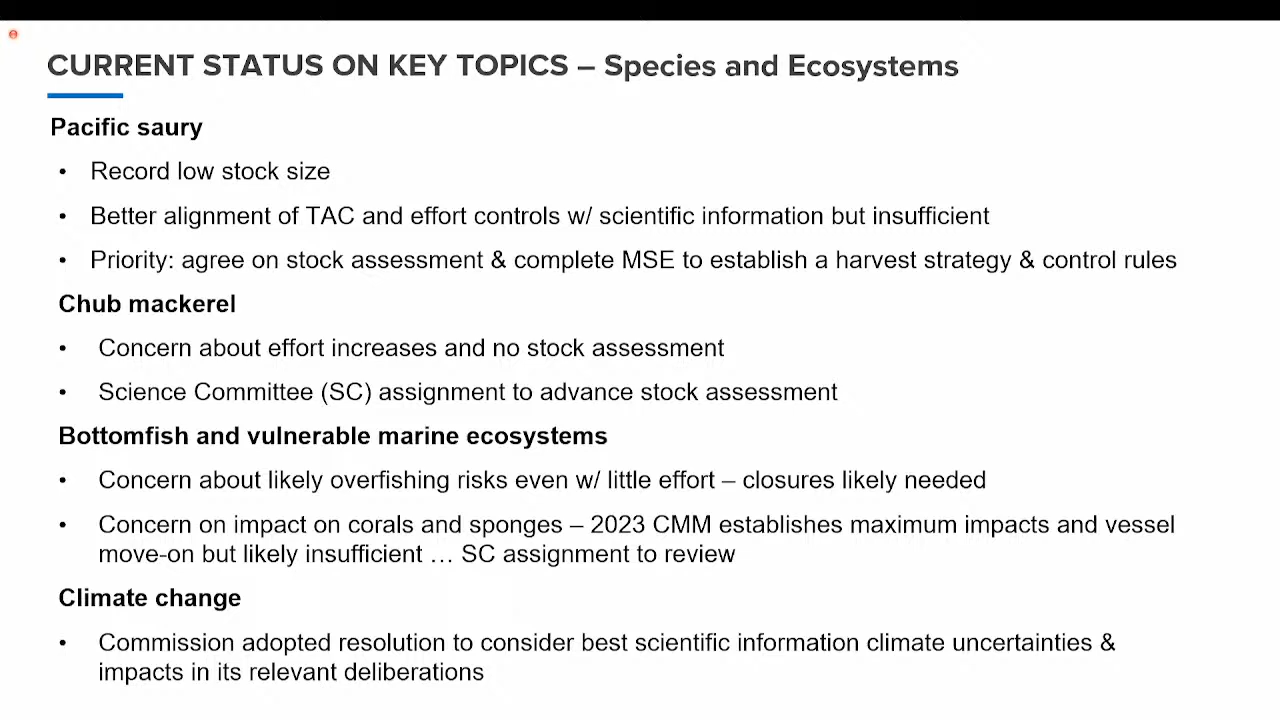 CURRENT STATUS ON KEY TOPICS – Species and Ecosystems
Pacific saury
• Record low stock size
• Better alignment of TAC and effort controls w/ scientific information but insufficient
• Priority: agree on stock assessment & complete MSE to establish a harvest strategy & control rules
Chub mackerel
• Concern about effort increases and no stock assessment
• Science Committee (SC) assignment to advance stock assessment
Bottomfish and vulnerable marine ecosystems
• Concern about likely overfishing risks even w/ little effort – closures likely needed
• Concern on impact on corals and sponges – 2023 CMM establishes maximum impacts and vessel
move-on but likely insufficient … SC assignment to review
Climate change
• Commission adopted resolution to consider best scientific information climate uncertainties &
impacts in its relevant deliberations